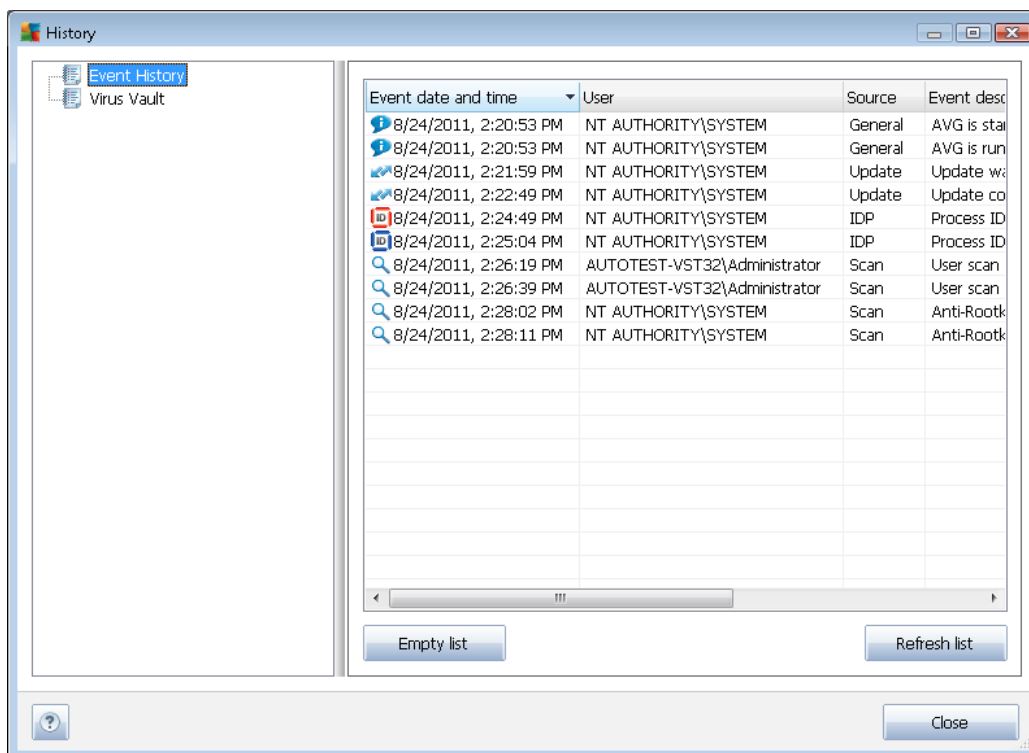 History
Event History
Virus Vault
Event date and time User Source Event desc
8/24/2011, 2:20:53 PM NT AUTHORITY\SYSTEM General AVG is star
8/24/2011, 2:20:53 PM NT AUTHORITY\SYSTEM General AVG is run
8/24/2011, 2:21:59 PM NT AUTHORITY\SYSTEM Update Update wa
8/24/2011, 2:22:49 PM NT AUTHORITY\SYSTEM Update Update co
ID 8/24/2011, 2:24:49 PM NT AUTHORITY\SYSTEM IDP Process ID
ID 8/24/2011, 2:25:04 PM NT AUTHORITY\SYSTEM IDP Process ID
8/24/2011, 2:26:19 PM AUTOTEST-VST32\Administrator Scan User scan
8/24/2011, 2:26:39 PM AUTOTEST-VST32\Administrator Scan User scan
8/24/2011, 2:28:02 PM NT AUTHORITY\SYSTEM Scan Anti-Rootk
8/24/2011, 2:28:11 PM NT AUTHORITY\SYSTEM Scan Anti-Rootk
Empty list Refresh list
? Close